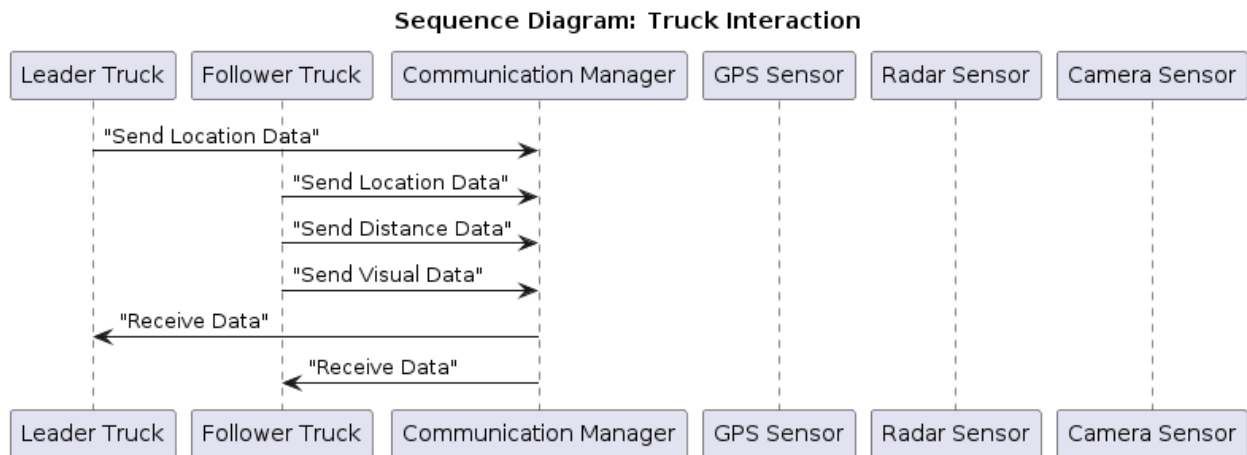 Sequence Diagram: Truck Interaction
Leader Truck
Follower Truck
Communication Manager
GPS Sensor
Radar Sensor
Camera Sensor
"Send Location Data"
"Send Location Data"
"Send Distance Data"
"Send Visual Data"
"Receive Data"
"Receive Data"
Leader Truck
Follower Truck
Communication Manager
GPS Sensor
Radar Sensor
Camera Sensor